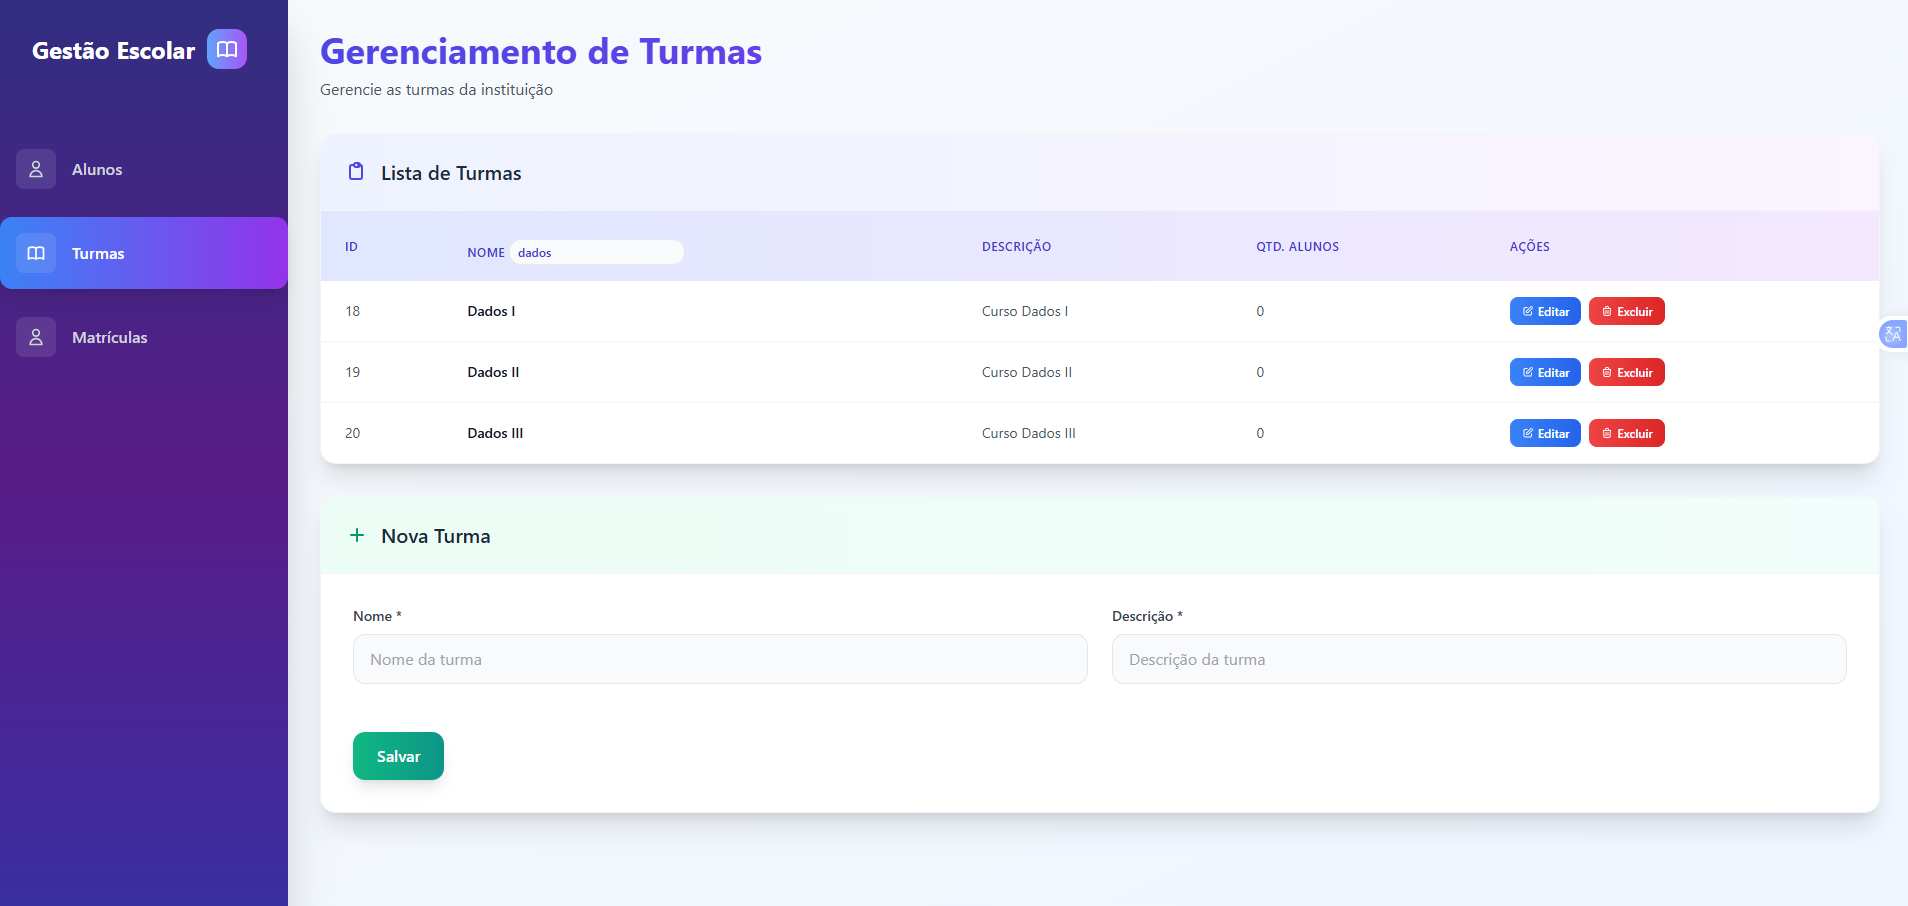 Gestão Escolar
Alunos
Turmas
Matrículas
Gerenciamento de Turmas
Gerencie as turmas da instituição
Lista de Turmas
ID NOME dados DESCRIÇÃO QTD. ALUNOS AÇÕES
18 Dados I Curso Dados I 0 Editar Excluir
19 Dados II Curso Dados II 0 Editar Excluir
20 Dados III Curso Dados III 0 Editar Excluir
+ Nova Turma
Nome * Descrição *
Nome da turma Descrição da turma
Salvar